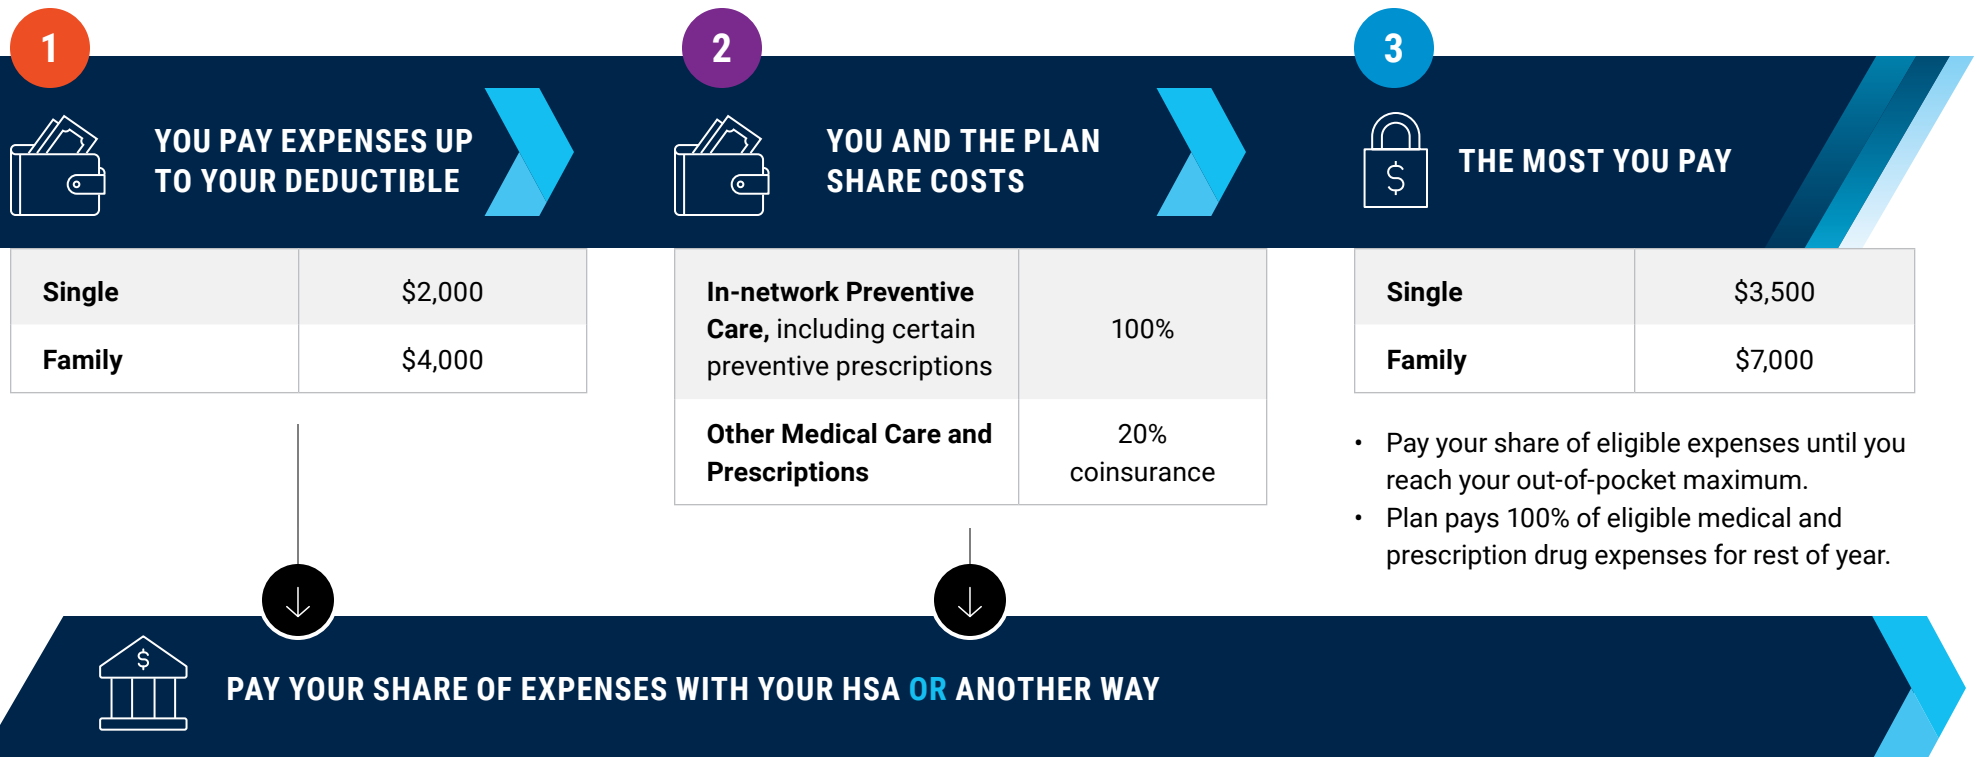 1
YOU PAY EXPENSES UP
TO YOUR DEDUCTIBLE
Single $2,000
Family $4,000
2
YOU AND THE PLAN
SHARE COSTS
In-network Preventive
Care, including certain 100%
preventive prescriptions
Other Medical Care and 20%
Prescriptions coinsurance
3
$
THE MOST YOU PAY
Single $3,500
Family $7,000
• Pay your share of eligible expenses until you
reach your out-of-pocket maximum.
• Plan pays 100% of eligible medical and
prescription drug expenses for rest of year.
$
PAY YOUR SHARE OF EXPENSES WITH YOUR HSA OR ANOTHER WAY